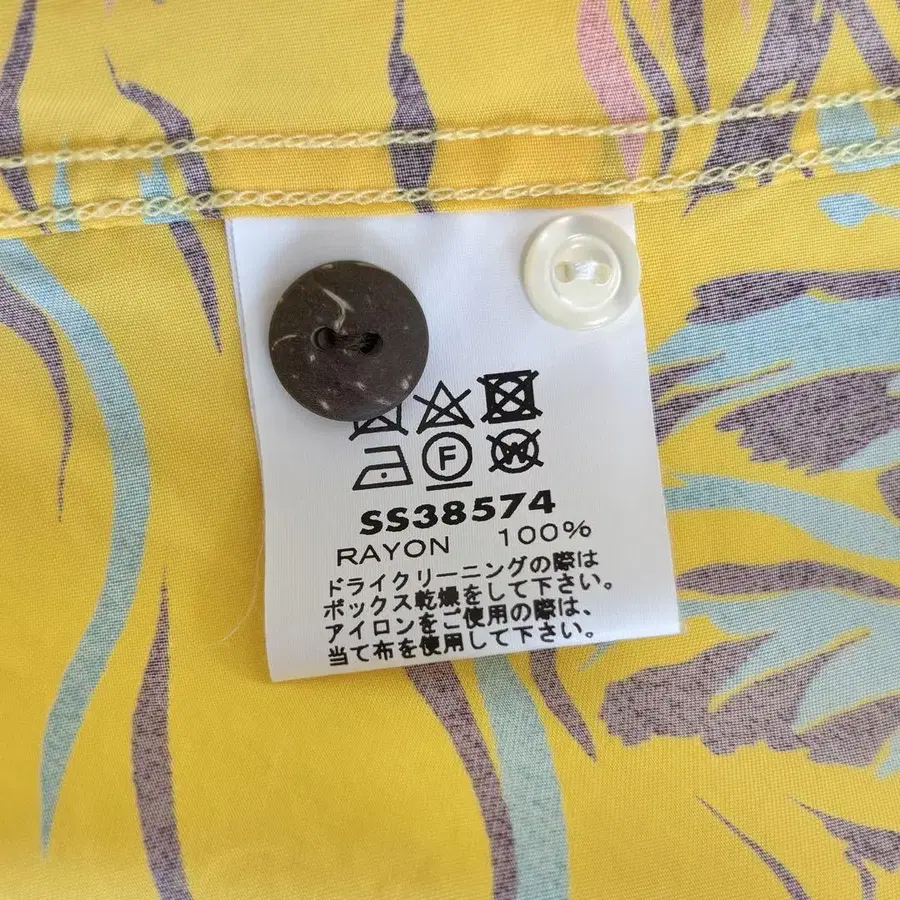 F W
SS38574
RAYON 100%
ドライクリーニングの際は
ボックス乾燥をして下さい。
アイロンをご使用の際は、
当て布を使用して下さい。